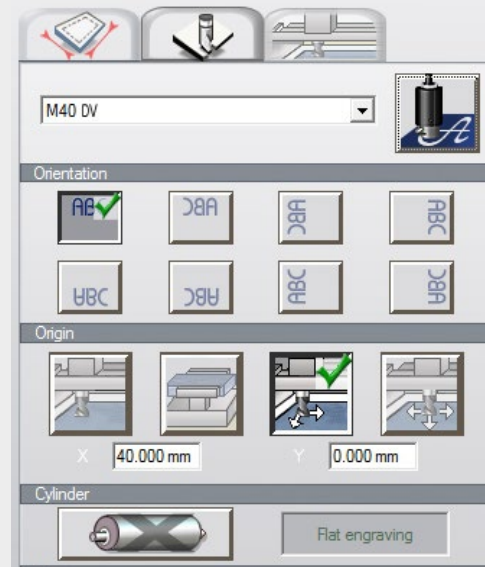 M40 DV
Orientation
ABC ABC ABC ABC
ABC ABC ABC ABC
Origin
X 40.000 mm Y 0.000 mm
Cylinder
Flat engraving